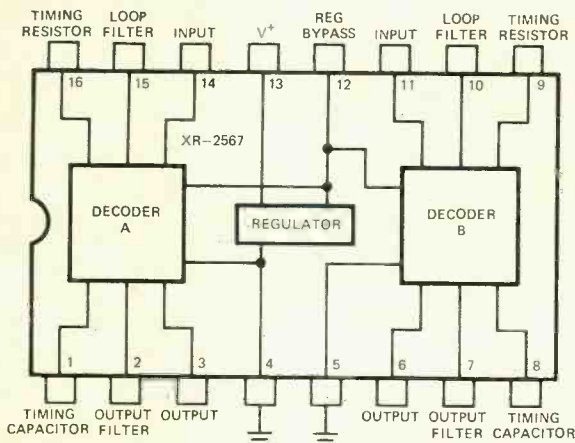 TIMING LOOP V+ REG LOOP TIMING
RESISTOR FILTER INPUT BYPASS INPUT FILTER RESISTOR
16 15 14 13 12 11 10 9
XR-2567
DECODER
A
REGULATOR
DECODER
B
1 2 3 4 5 6 7 8
TIMING OUTPUT OUTPUT OUTPUT OUTPUT TIMING
CAPACITOR FILTER FILTER CAPACITOR